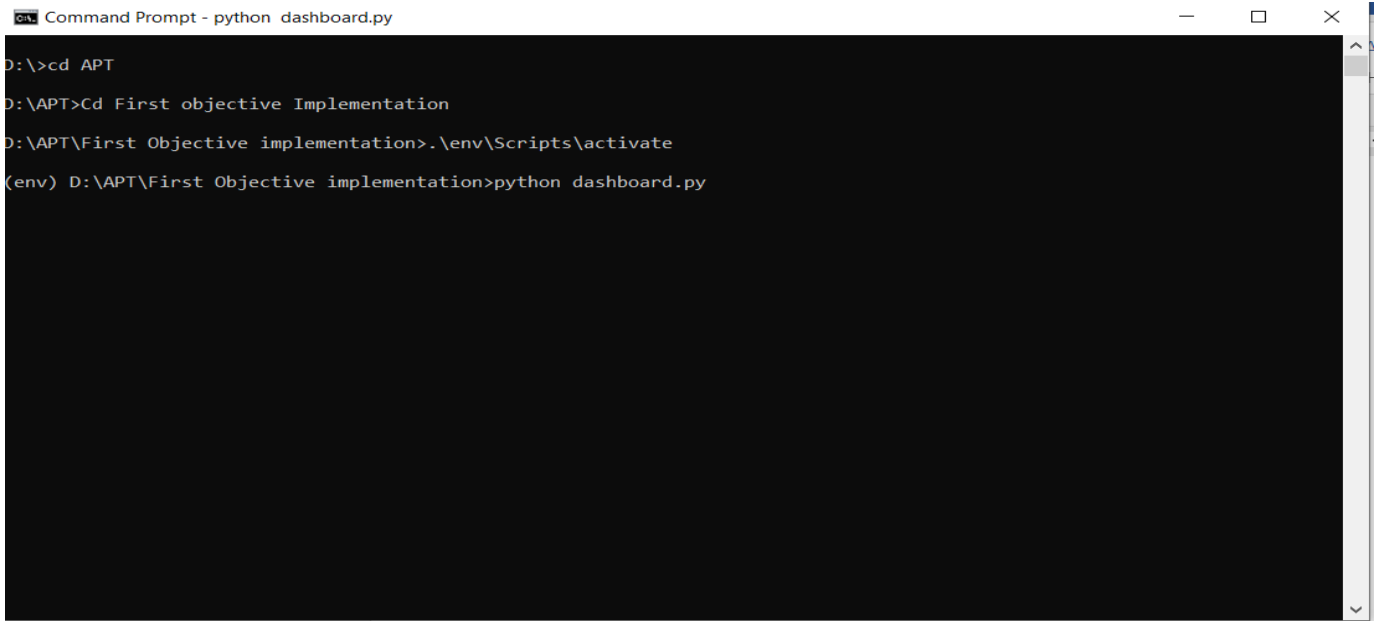 Command Prompt - python  dashboard.py
D:\>cd APT
D:\APT>Cd First objective Implementation
D:\APT\First Objective implementation>.\env\Scripts\activate
(env) D:\APT\First Objective implementation>python dashboard.py